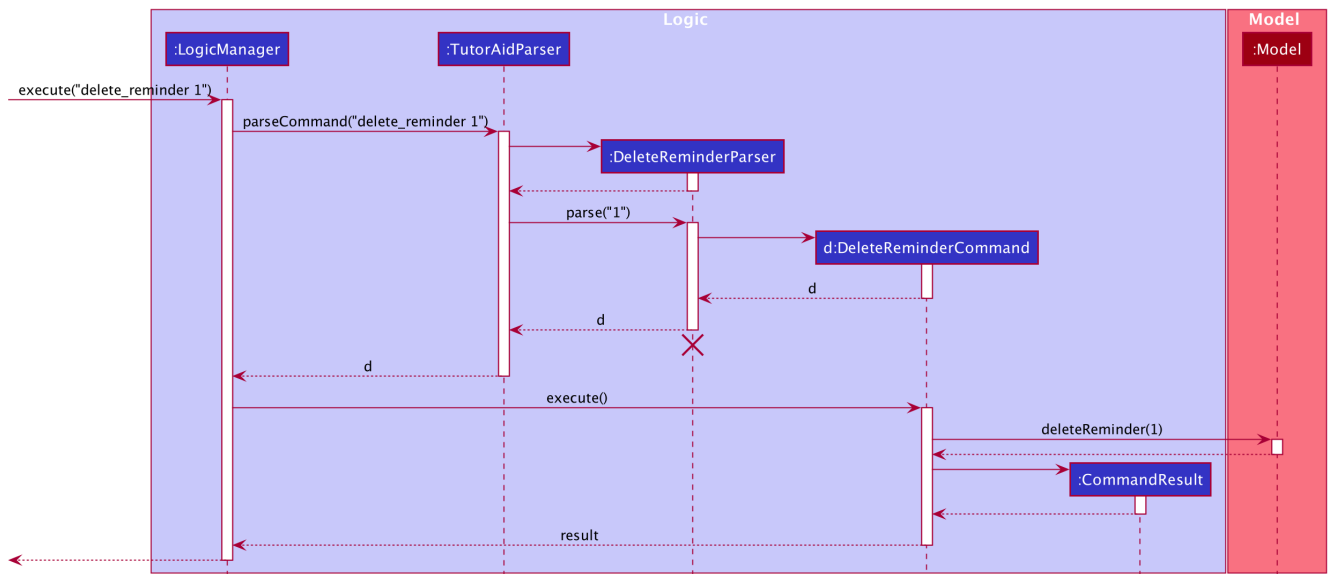 Logic
Model
:LogicManager
:TutorAidParser
:Model
execute("delete_reminder 1")
parseCommand("delete_reminder 1")
:DeleteReminderParser
parse("1")
d:DeleteReminderCommand
d
d
d
execute()
deleteReminder(1)
:CommandResult
result